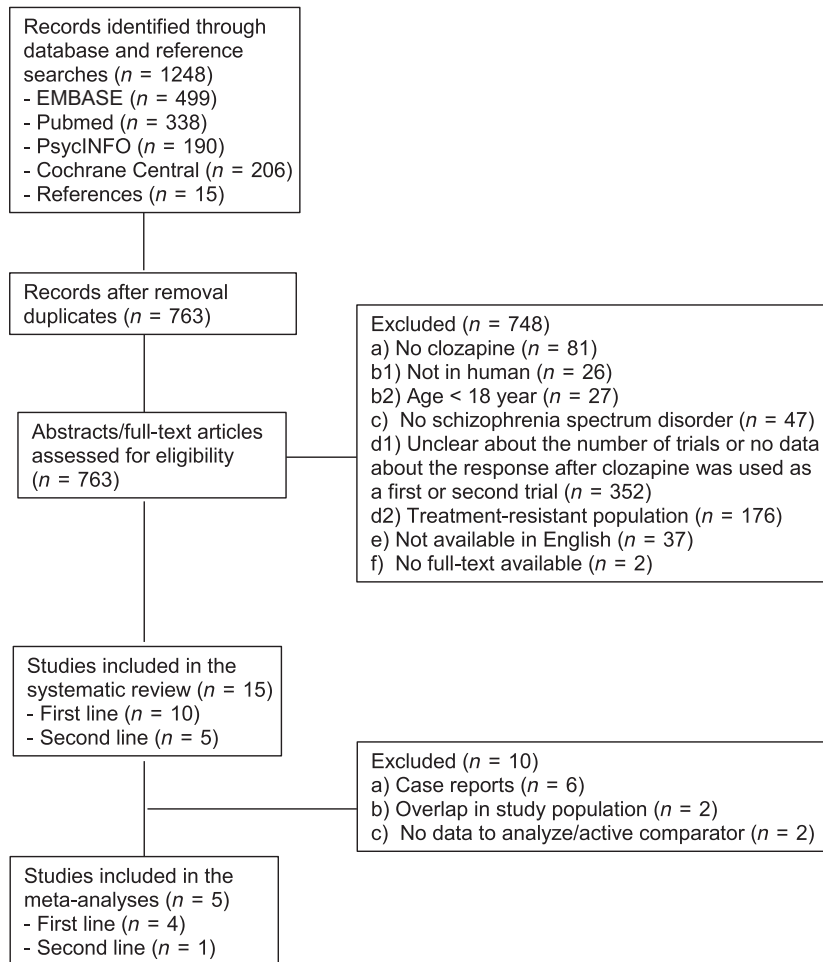 Records identified through
database and reference
searches (n = 1248)
- EMBASE (n = 499)
- Pubmed (n = 338)
- PsycINFO (n = 190)
- Cochrane Central (n = 206)
- References (n = 15)
Records after removal
duplicates (n = 763)
Abstracts/full-text articles
assessed for eligibility
(n = 763)
Excluded (n = 748)
a) No clozapine (n = 81)
b1) Not in human (n = 26)
b2) Age < 18 year (n = 27)
c) No schizophrenia spectrum disorder (n = 47)
d1) Unclear about the number of trials or no data
about the response after clozapine was used as
a first or second trial (n = 352)
d2) Treatment-resistant population (n = 176)
e) Not available in English (n = 37)
f) No full-text available (n = 2)
Studies included in the
systematic review (n = 15)
- First line (n = 10)
- Second line (n = 5)
Excluded (n = 10)
a) Case reports (n = 6)
b) Overlap in study population (n = 2)
c) No data to analyze/active comparator (n = 2)
Studies included in the
meta-analyses (n = 5)
- First line (n = 4)
- Second line (n = 1)